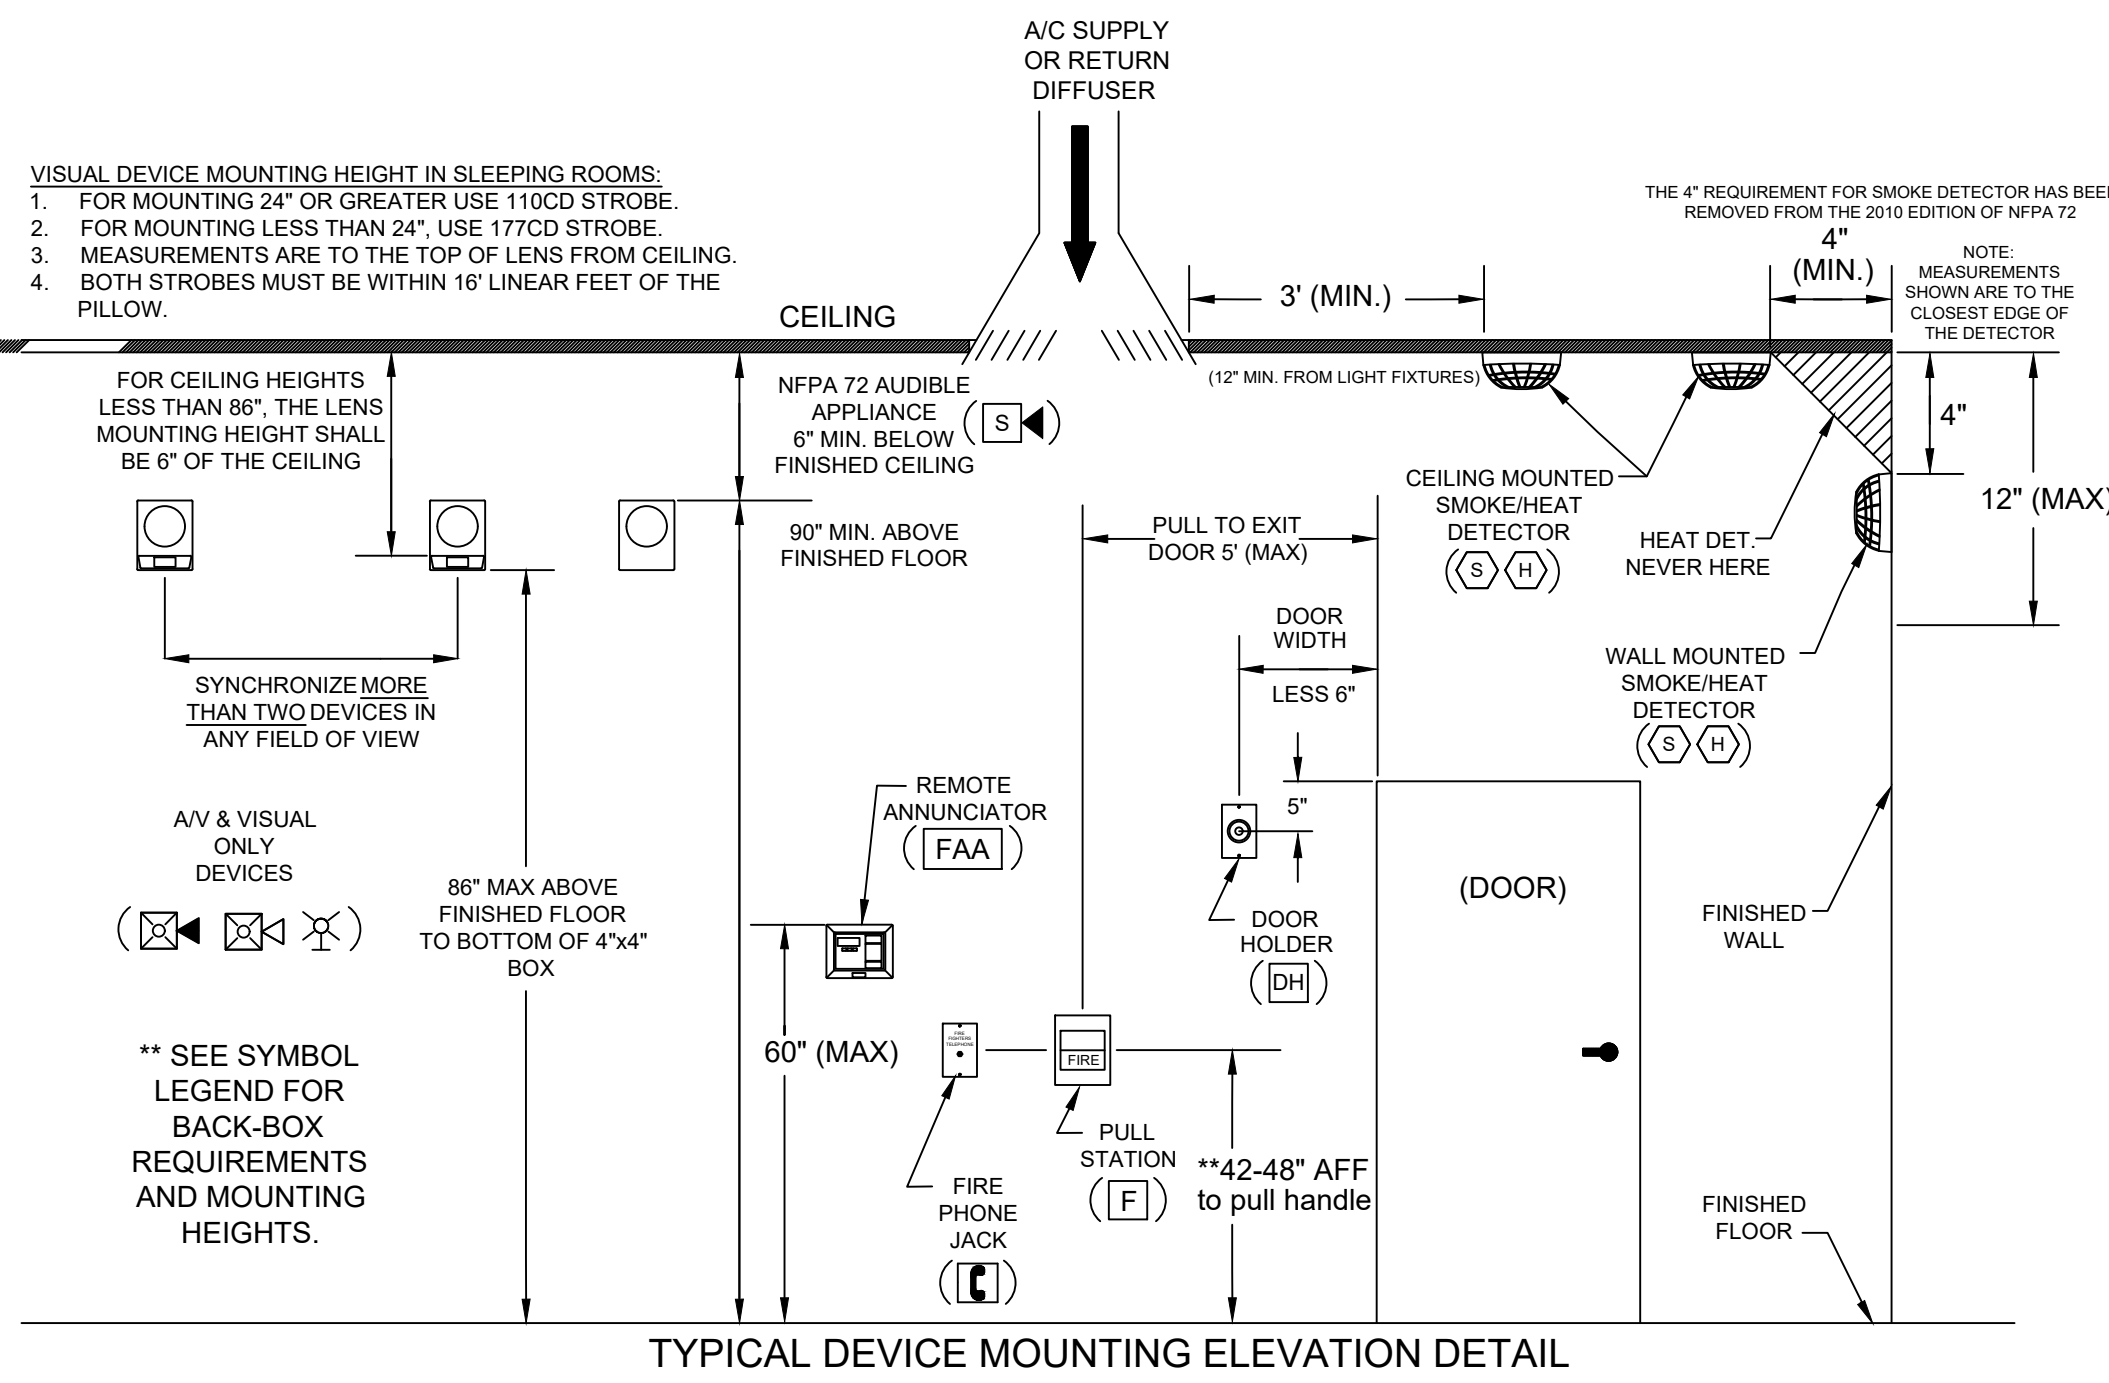 A/C SUPPLY
OR RETURN
DIFFUSER
VISUAL DEVICE MOUNTING HEIGHT IN SLEEPING ROOMS:
1. FOR MOUNTING 24" OR GREATER USE 110CD STROBE.
2. FOR MOUNTING LESS THAN 24", USE 177CD STROBE.
3. MEASUREMENTS ARE TO THE TOP OF LENS FROM CEILING.
4. BOTH STROBES MUST BE WITHIN 16' LINEAR FEET OF THE
PILLOW.
THE 4" REQUIREMENT FOR SMOKE DETECTOR HAS BEEN
REMOVED FROM THE 2010 EDITION OF NFPA 72
4"
(MIN.)
NOTE:
MEASUREMENTS
SHOWN ARE TO THE
CLOSEST EDGE OF
THE DETECTOR
3' (MIN.)
CEILING
FOR CEILING HEIGHTS
LESS THAN 86", THE LENS
MOUNTING HEIGHT SHALL
BE 6" OF THE CEILING
NFPA 72 AUDIBLE
APPLIANCE
6" MIN. BELOW
FINISHED CEILING
(S)
(12" MIN. FROM LIGHT FIXTURES)
4"
12" (MAX)
CEILING MOUNTED
SMOKE/HEAT
DETECTOR
(S H)
HEAT DET.
NEVER HERE
90" MIN. ABOVE
FINISHED FLOOR
PULL TO EXIT
DOOR 5' (MAX)
DOOR
WIDTH
LESS 6"
WALL MOUNTED
SMOKE/HEAT
DETECTOR
(S H)
SYNCHRONIZE MORE
THAN TWO DEVICES IN
ANY FIELD OF VIEW
REMOTE
ANNUNCIATOR
(FAA)
5"
A/V & VISUAL
ONLY
DEVICES
( )
86" MAX ABOVE
FINISHED FLOOR
TO BOTTOM OF 4"x4"
BOX
(DOOR)
DOOR
HOLDER
(DH)
FINISHED
WALL
** SEE SYMBOL
LEGEND FOR
BACK-BOX
REQUIREMENTS
AND MOUNTING
HEIGHTS.
60" (MAX)
FIRE
FIGHTERS
TELEPHONE
FIRE
PULL
STATION
(F)
**42-48" AFF
to pull handle
FIRE
PHONE
JACK
( )
FINISHED
FLOOR
TYPICAL DEVICE MOUNTING ELEVATION DETAIL